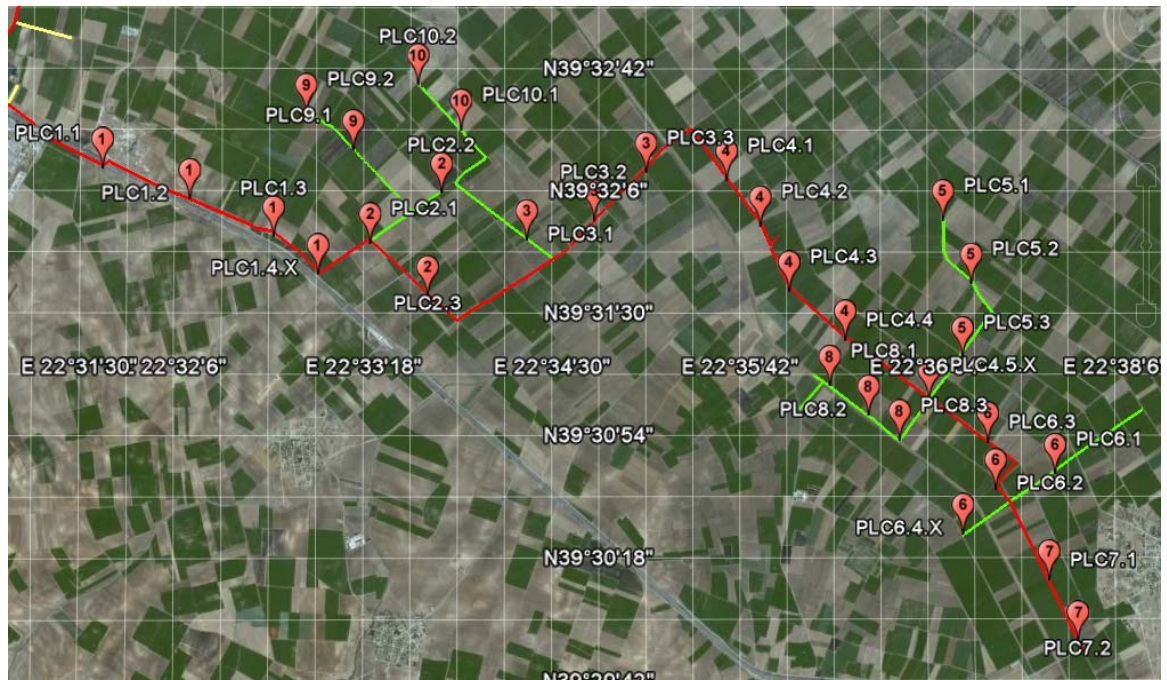 PLC10.2
10
N39°32'42"
9
PLC9.2
PLC10.1
10
PLC9.1
9
PLC1.1
1
PLC2.2
2
PLC3.3
3
PLC4.1
4
PLC1.2
1
PLC3.2
N39°32'6"
PLC4.2
4
PLC5.1
5
PLC1.3
1
PLC2.1
2
3
PLC3.1
1
PLC1.4.X
2
PLC2.3
PLC4.3
4
PLC5.2
5
N39°31'30"
4
PLC4.4
5
PLC5.3
E 22°31'30"
22°32'6"
E 22°33'18"
E 22°34'30"
E 22°35'42"
PLC8.1
8
E 22°36
PLC4.5.X
E 22°38'6"
PLC8.2
8
8
PLC8.3
N39°30'54"
6
PLC6.3
6
PLC6.1
6
PLC6.2
6
PLC6.4.X
N39°30'18"
7
PLC7.1
7
PLC7.2
N39°29'42"